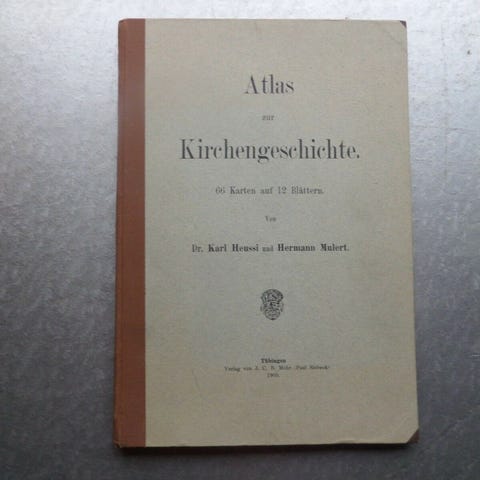 Atlas
zur
Kirchengeschichte.
66 Karten auf 12 Blättern.
Von
Dr. Karl Heussi und Hermann Mulert.
Tübingen
Verlag von J. C. B. Mohr (Paul Siebeck)
1905.